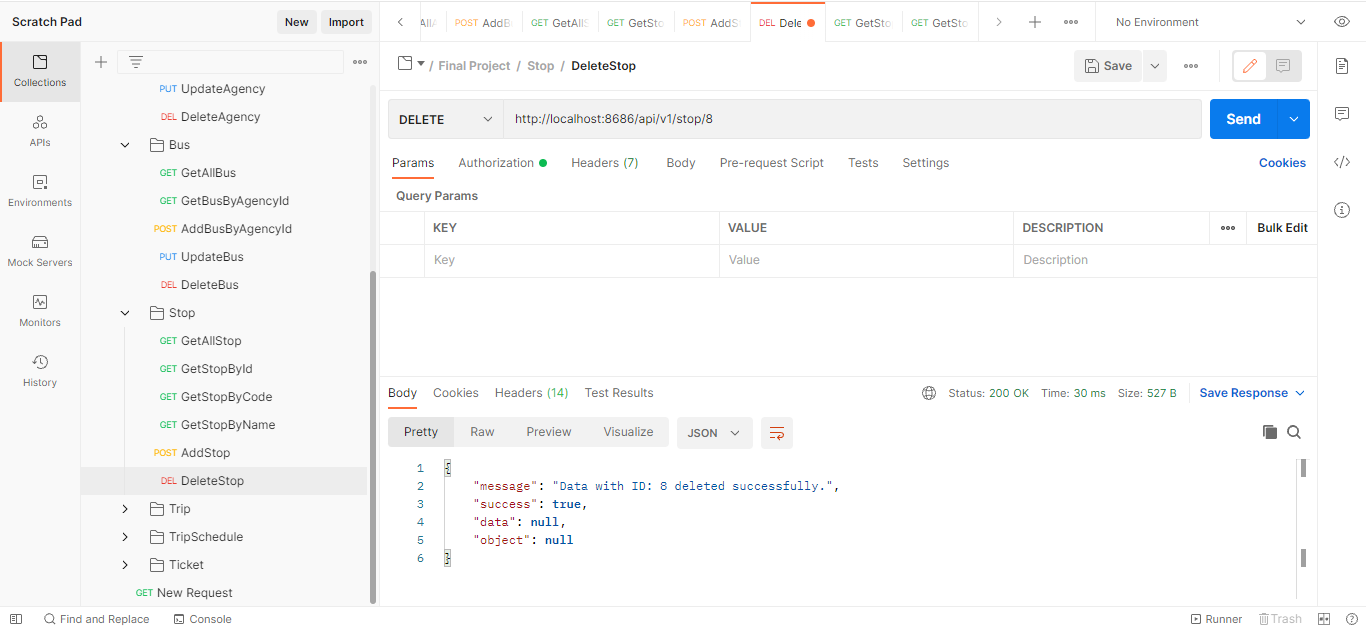 Scratch Pad
New
Import
POST AddB
GET GetAllS
GET GetSto
POST AddS
DEL Dele
GET GetSto
GET GetSto
No Environment
Collections
APIs
Environments
Mock Servers
Monitors
History
PUT UpdateAgency
DEL DeleteAgency
Bus
GET GetAllBus
GET GetBusByAgencyId
POST AddBusByAgencyId
PUT UpdateBus
DEL DeleteBus
Stop
GET GetAllStop
GET GetStopById
GET GetStopByCode
GET GetStopByName
POST AddStop
DEL DeleteStop
Trip
TripSchedule
Ticket
GET New Request
/ Final Project / Stop / DeleteStop
Save
DELETE
http://localhost:8686/api/v1/stop/8
Send
Params
Authorization
Headers (7)
Body
Pre-request Script
Tests
Settings
Cookies
Query Params
KEY
VALUE
DESCRIPTION
Bulk Edit
Key
Value
Description
Body
Cookies
Headers (14)
Test Results
Status: 200 OK
Time: 30 ms
Size: 527 B
Save Response
Pretty
Raw
Preview
Visualize
JSON
1 {
2 "message": "Data with ID: 8 deleted successfully.",
3 "success": true,
4 "data": null,
5 "object": null
6 }
Find and Replace
Console
Runner
Trash